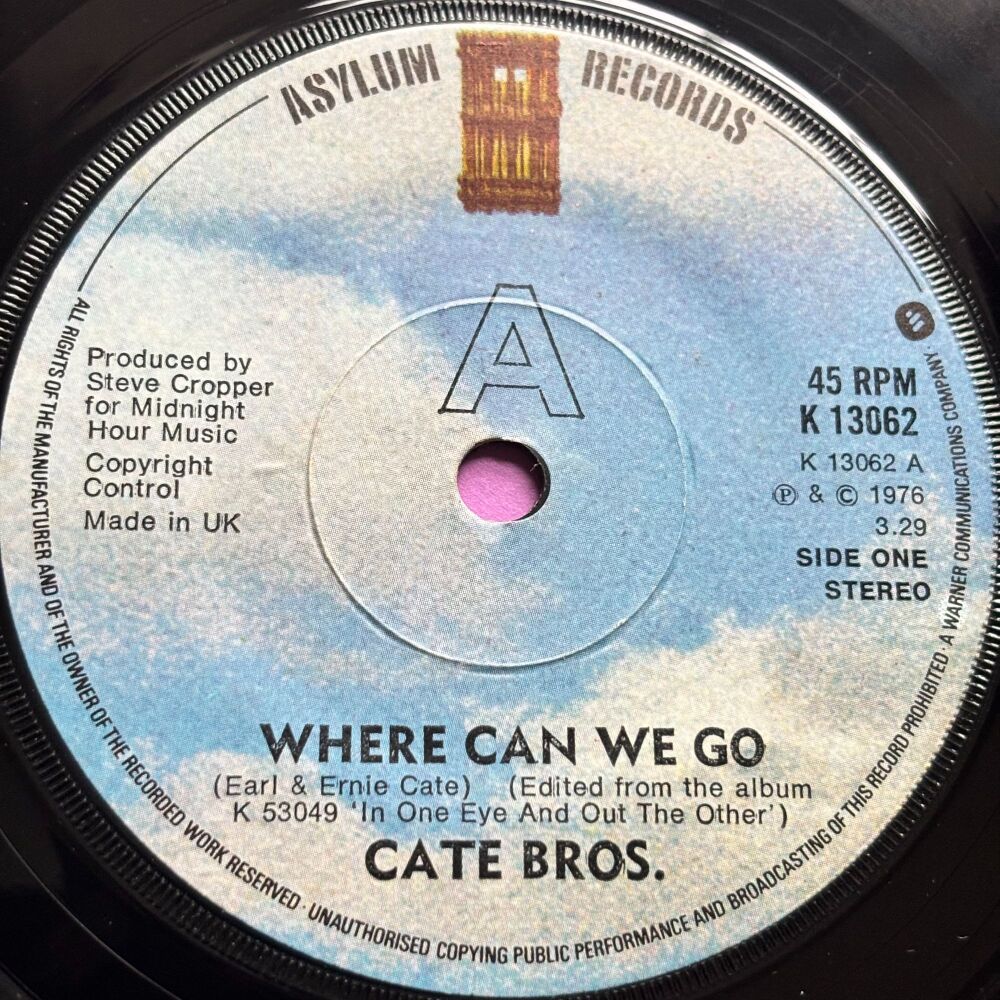 ASYLUM RECORDS
A
Produced by
Steve Cropper
for Midnight
Hour Music
Copyright
Control
Made in UK
45 RPM
K 13062
K 13062 A
Ⓟ & © 1976
3.29
SIDE ONE
STEREO
WHERE CAN WE GO
(Earl & Ernie Cate) (Edited from the album
K 53049 'In One Eye And Out The Other')
CATE BROS.
ALL RIGHTS OF THE MANUFACTURER AND OF THE OWNER OF THE RECORDED WORK RESERVED · UNAUTHORISED COPYING PUBLIC PERFORMANCE AND BROADCASTING OF THIS RECORD PROHIBITED · A WARNER COMMUNICATIONS COMPANY ·